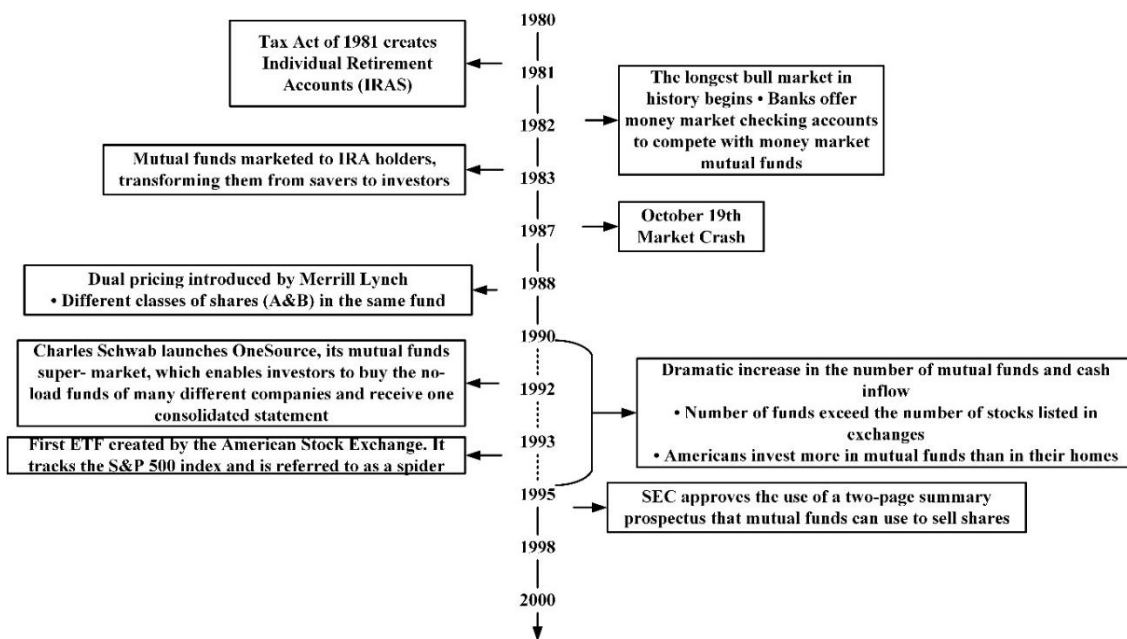 1980
Tax Act of 1981 creates
Individual Retirement
Accounts (IRAS)
1981
The longest bull market in
history begins • Banks offer
money market checking accounts
to compete with money market
mutual funds
1982
Mutual funds marketed to IRA holders,
transforming them from savers to investors
1983
October 19th
Market Crash
1987
Dual pricing introduced by Merrill Lynch
• Different classes of shares (A&B) in the same fund
1988
1990
Charles Schwab launches OneSource, its mutual funds
super- market, which enables investors to buy the no-
load funds of many different companies and receive one
consolidated statement
1992
Dramatic increase in the number of mutual funds and cash
inflow
• Number of funds exceed the number of stocks listed in
exchanges
• Americans invest more in mutual funds than in their homes
First ETF created by the American Stock Exchange. It
tracks the S&P 500 index and is referred to as a spider
1993
1995
SEC approves the use of a two-page summary
prospectus that mutual funds can use to sell shares
1998
2000